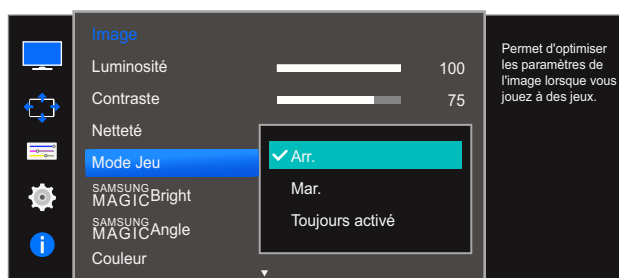 Image
Luminosité 100
Contraste 75
Netteté
Mode Jeu
✓ Arr.
Mar.
Toujours activé
SAMSUNG MAGIC Bright
SAMSUNG MAGIC Angle
Couleur
Permet d'optimiser
les paramètres de
l'image lorsque vous
jouez à des jeux.